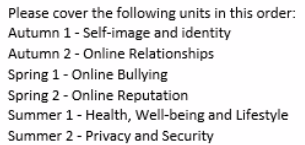 Please cover the following units in this order:
Autumn 1 - Self-image and identity
Autumn 2 - Online Relationships
Spring 1 - Online Bullying
Spring 2 - Online Reputation
Summer 1 - Health, Well-being and Lifestyle
Summer 2 - Privacy and Security